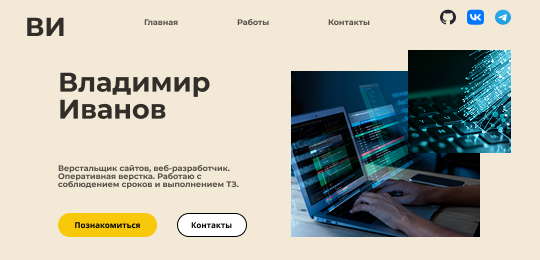 ВИ
Главная
Работы
Контакты
Владимир
Иванов
Верстальщик сайтов, веб-разработчик.
Оперативная верстка. Работаю с
соблюдением сроков и выполнением ТЗ.
Познакомиться
Контакты